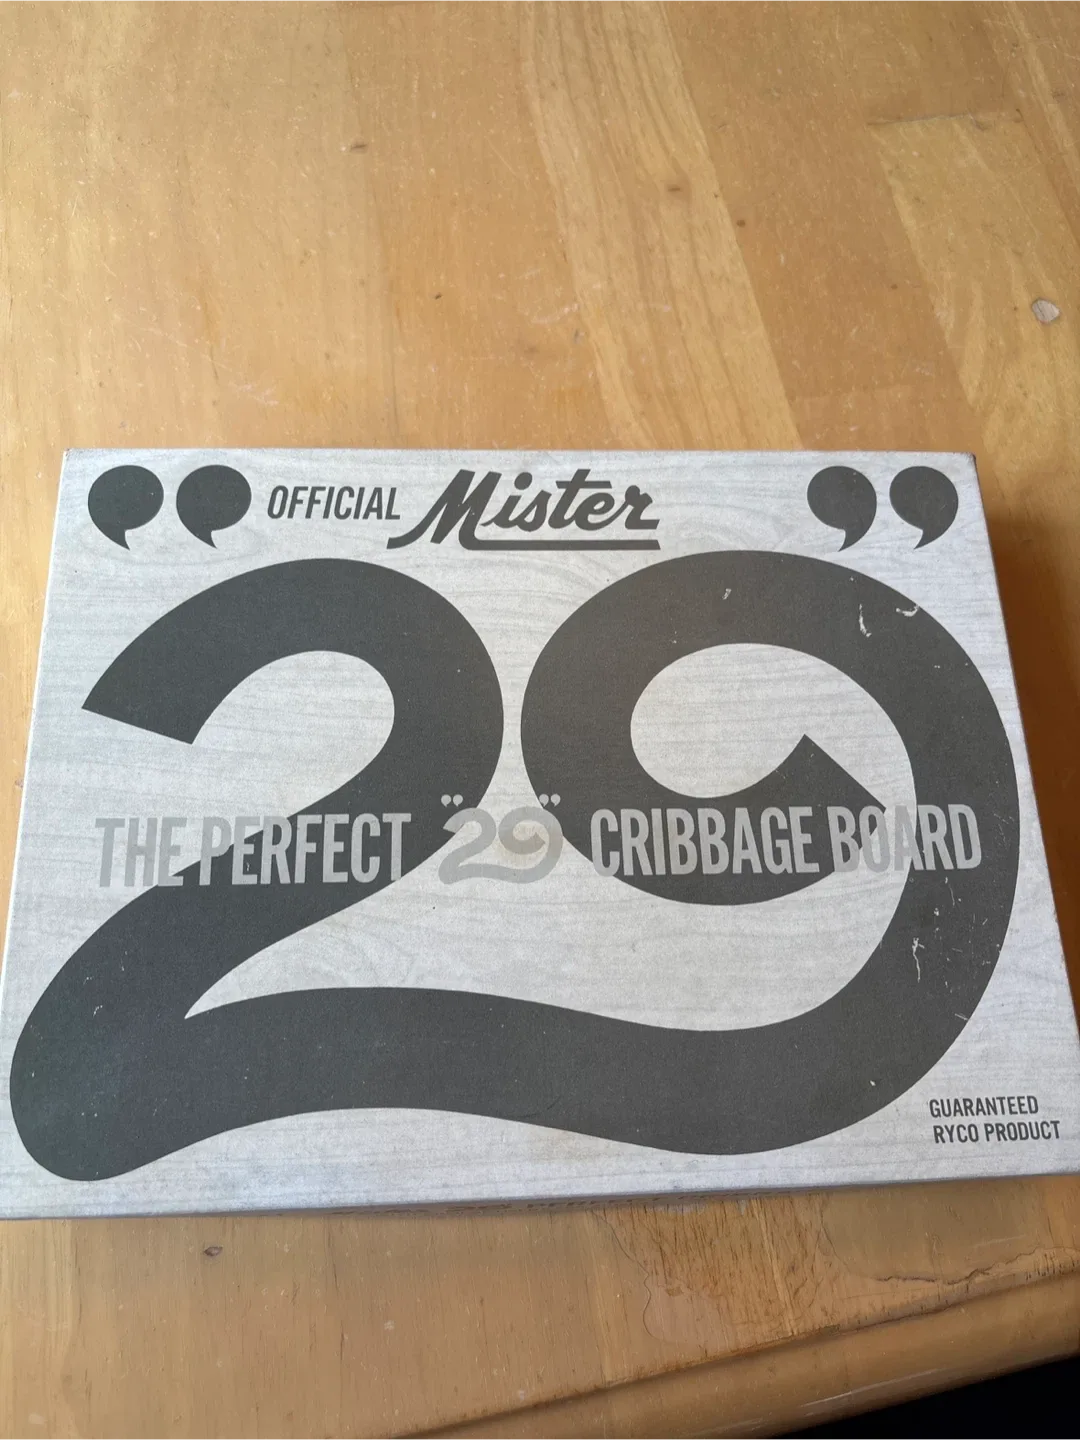 ”OFFICIAL Mister”
29
THE PERFECT ”29” CRIBBAGE BOARD
GUARANTEED
RYCO PRODUCT